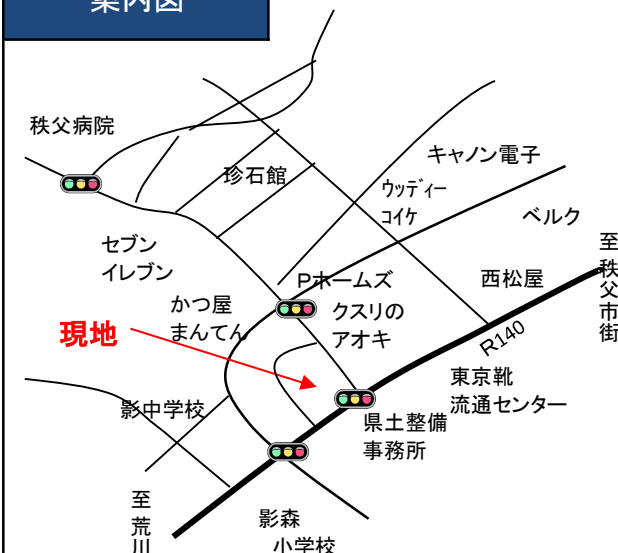 案内図
秩父病院
キャノン電子
珍石館
ｳｯﾃﾞｨｰ
ｺｲｹ
ベルク
セブン
イレブン
至秩父市街
Pホームズ
西松屋
かつ屋
まんてん
クスリの
アオキ
現地
R140
東京靴
流通センター
影中学校
県土整備
事務所
至荒川
影森
小学校